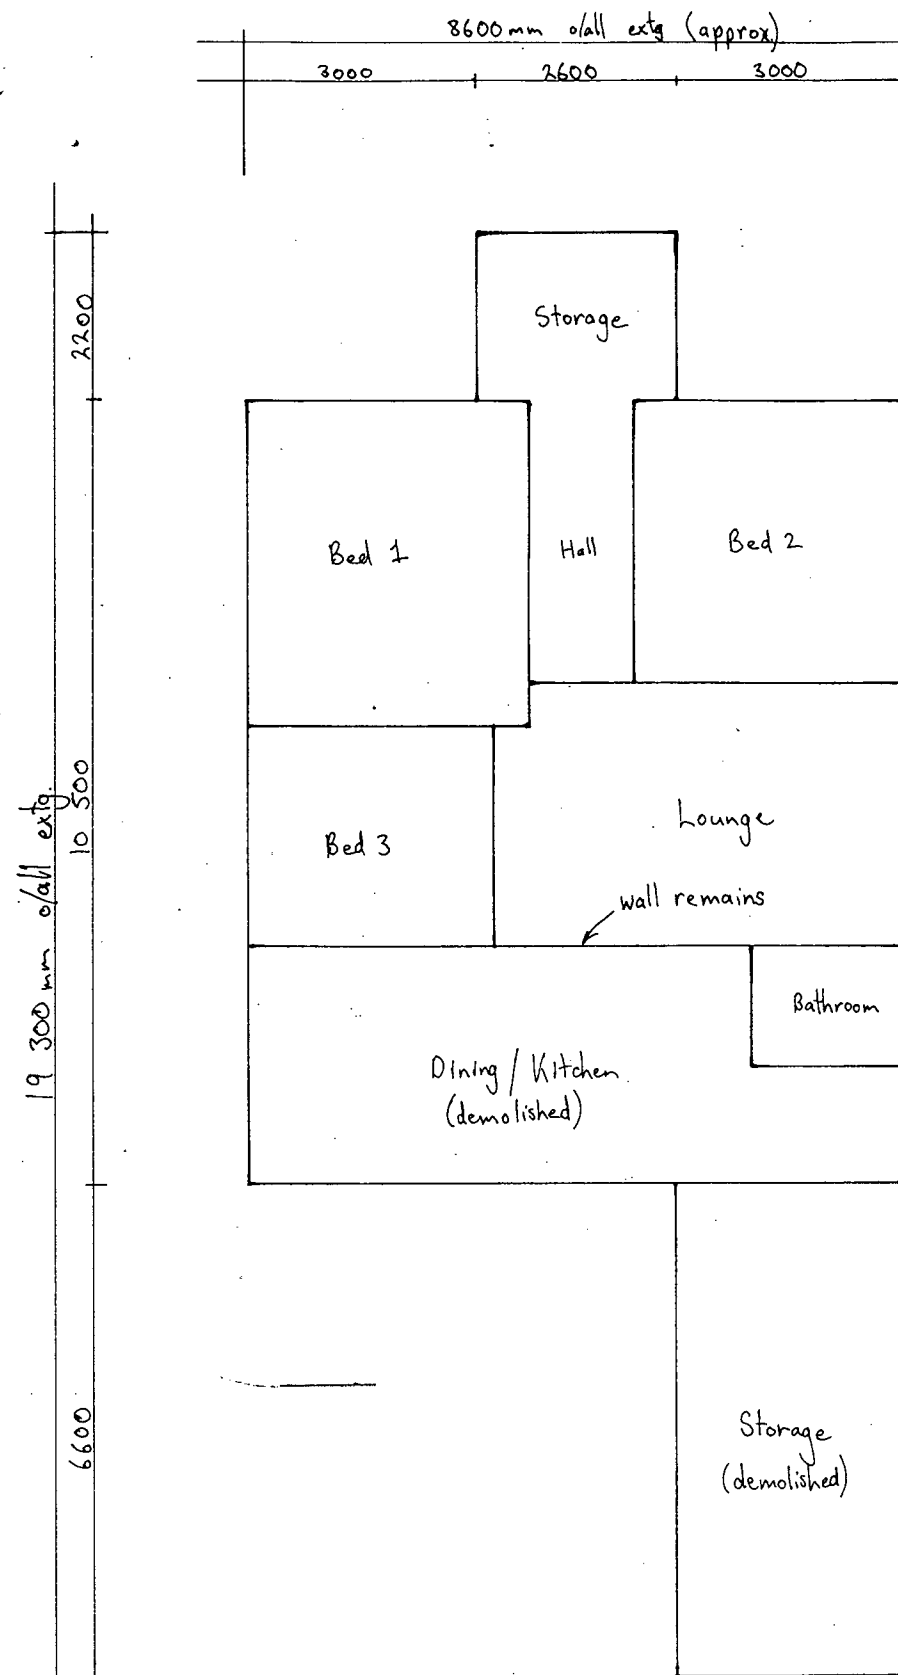 8600mm o/all extg (approx)
3000 2600 3000
2200
Storage
Bed 1
Hall
Bed 2
10 500
19 300 mm o/all extg.
Bed 3
Lounge
wall remains
Bathroom
Dining / Kitchen
(demolished)
6600
Storage
(demolished)